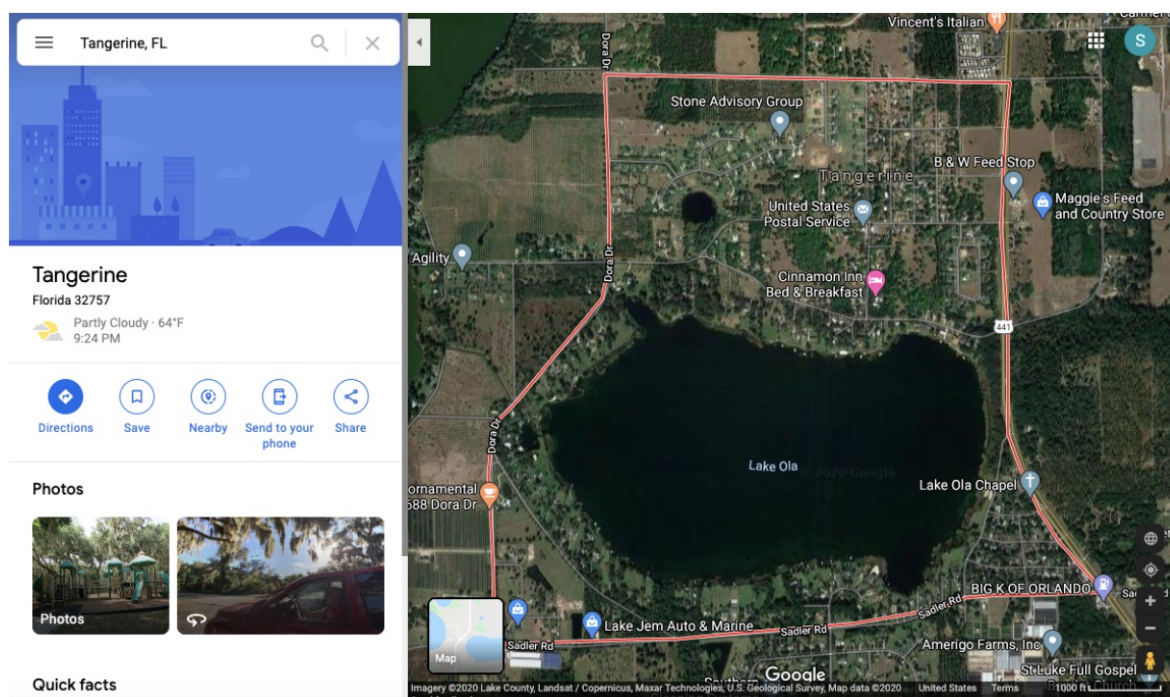 Tangerine, FL
Tangerine
Florida 32757
Partly Cloudy · 64°F
9:24 PM
Directions
Save
Nearby
Send to your
phone
Share
Photos
Photos
Quick facts
Vincent's Italian
S
Dora Dr
Stone Advisory Group
B & W Feed Stop
Tangerine
Maggie's Feed
and Country Store
United States
Postal Service
Agility
Dora Dr
Cinnamon Inn
Bed & Breakfast
441
Dora Dr
Lake Ola
© 2020 Google
Lake Ola Chapel
ornamental
588 Dora Dr
BIG K OF ORLANDO
Lake Jem Auto & Marine
Sadler Rd
Sadler Rd
Sadler Rd
Amerigo Farms, Inc
Map
St Luke Full Gospel
Google
Imagery ©2020 Lake County, Landsat / Copernicus, Maxar Technologies, U.S. Geological Survey, Map data ©2020
United States
Terms
1000 ft